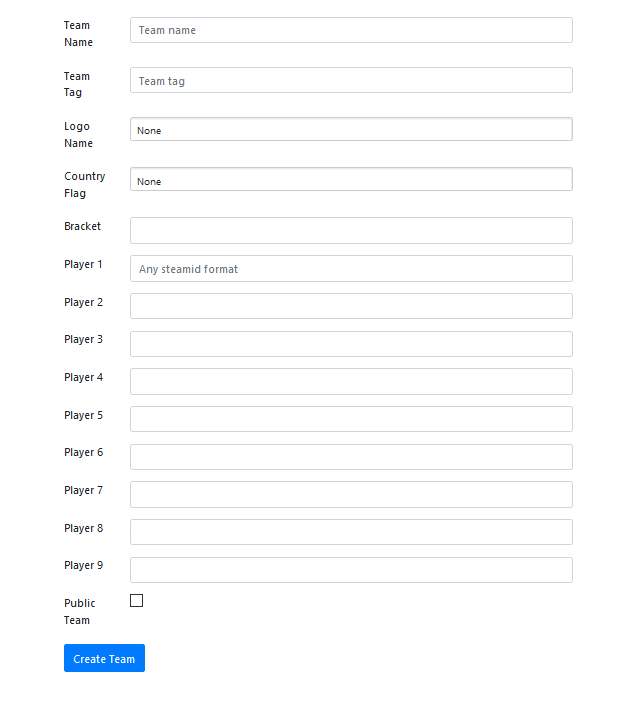 Team Name
Team name
Team Tag
Team tag
Logo Name
None
Country Flag
None
Bracket
Player 1
Any steamid format
Player 2
Player 3
Player 4
Player 5
Player 6
Player 7
Player 8
Player 9
Public Team
Create Team